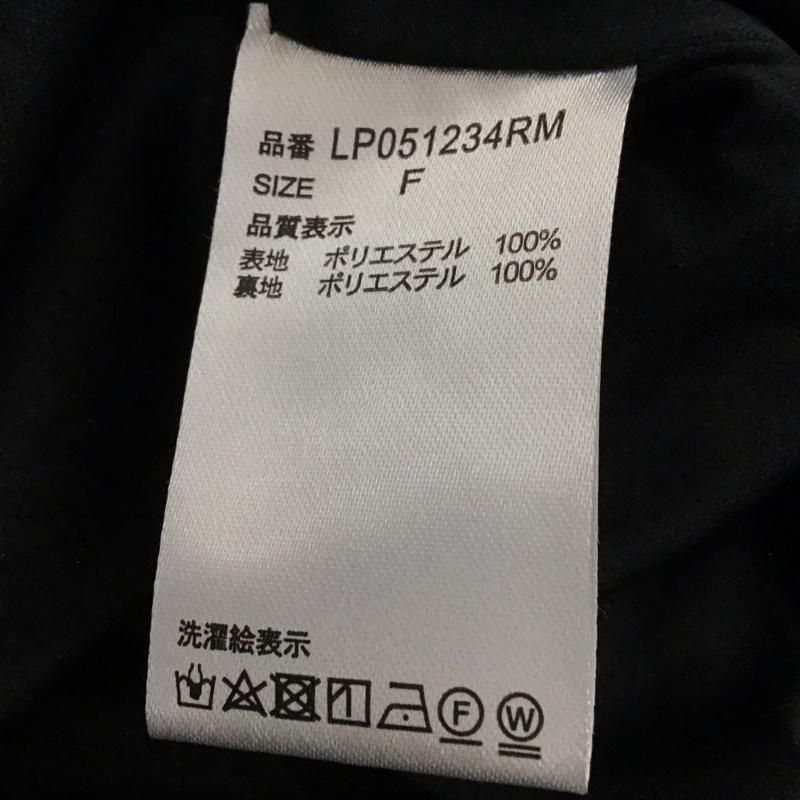 品番 LP051234RM
SIZE F
品質表示
表地 ポリエステル 100%
裏地 ポリエステル 100%
洗濯絵表示
F W